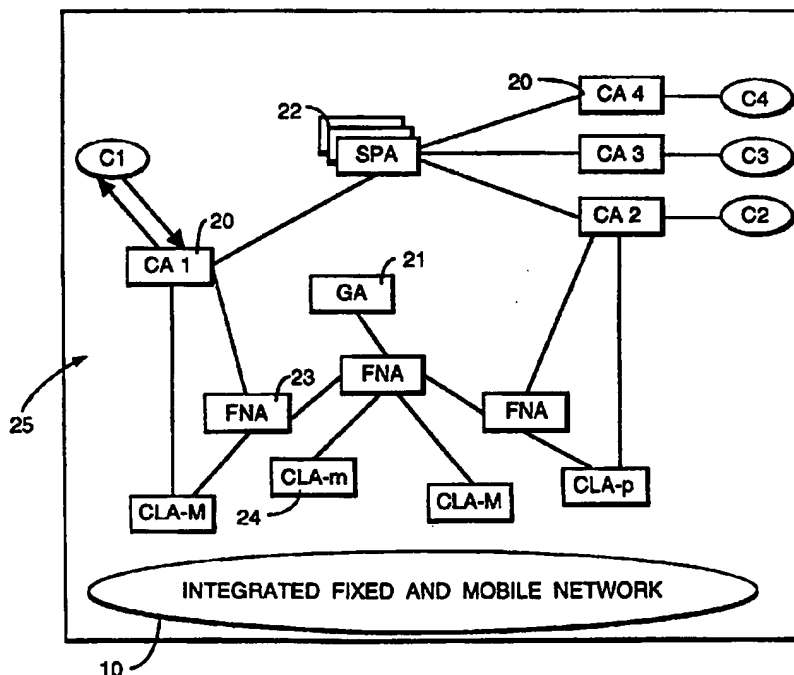 20
CA 4
C4
22
SPA
CA 3
C3
C1
20
CA 2
C2
CA 1
21
GA
23
FNA
FNA
FNA
25
CLA-m
CLA-p
CLA-M
24
CLA-M
INTEGRATED FIXED AND MOBILE NETWORK
10